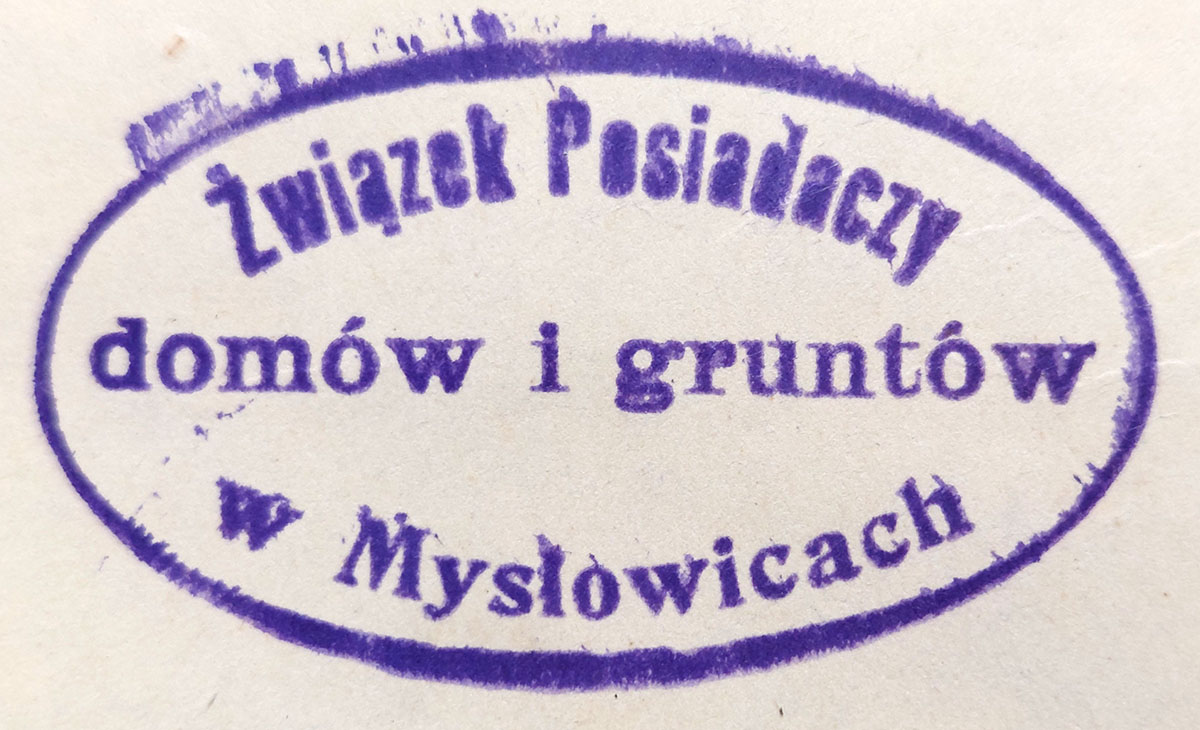 Związek Posiadaczy
domów i gruntów
w Mysłowicach